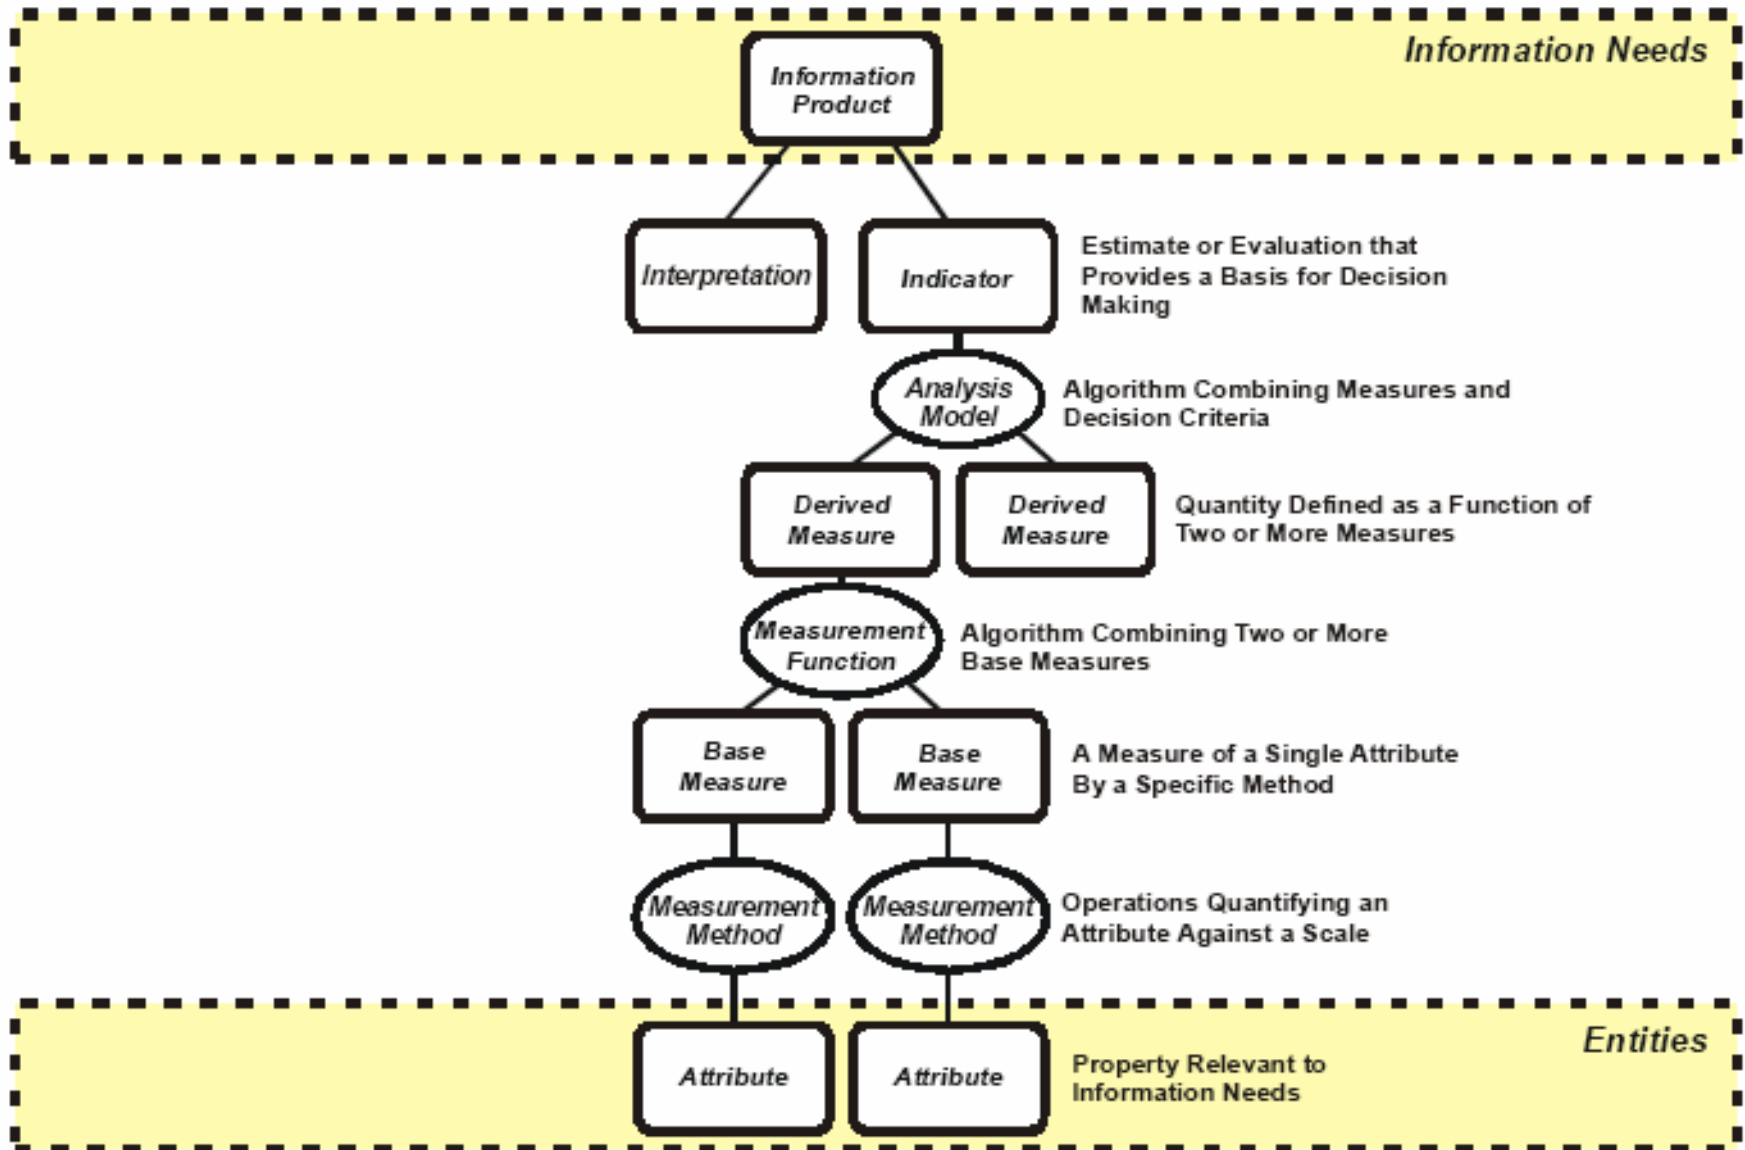 Information Needs
Information
Product
Interpretation
Indicator
Estimate or Evaluation that
Provides a Basis for Decision
Making
Analysis
Model
Algorithm Combining Measures and
Decision Criteria
Derived
Measure
Derived
Measure
Quantity Defined as a Function of
Two or More Measures
Measurement
Function
Algorithm Combining Two or More
Base Measures
Base
Measure
Base
Measure
A Measure of a Single Attribute
By a Specific Method
Measurement
Method
Measurement
Method
Operations Quantifying an
Attribute Against a Scale
Entities
Attribute
Attribute
Property Relevant to
Information Needs